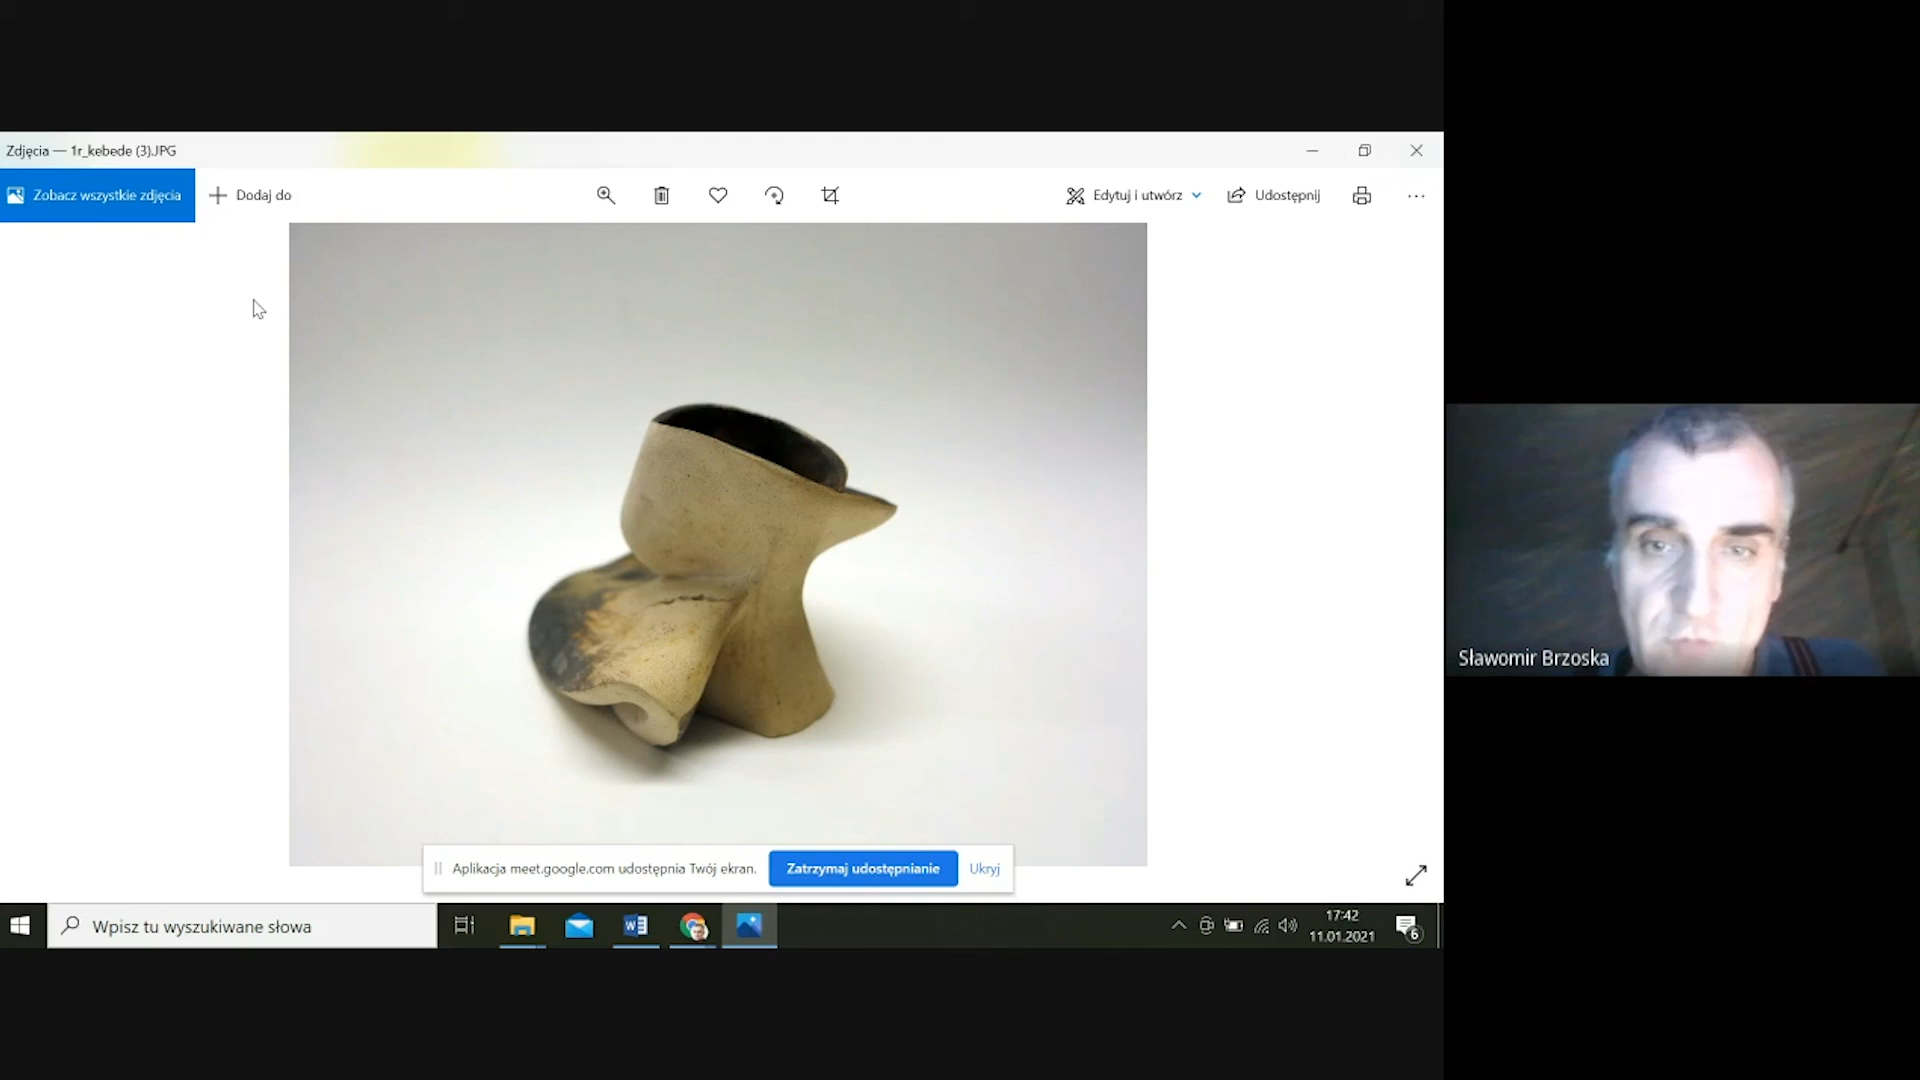 Zdjęcia — 1r_kebede (3).JPG
Zobacz wszystkie zdjęcia
Dodaj do
Edytuj i utwórz
Udostępnij
Sławomir Brzoska
Aplikacja meet.google.com udostępnia Twój ekran.
Zatrzymaj udostępnianie
Ukryj
Wpisz tu wyszukiwane słowa
17:42
11.01.2021
6